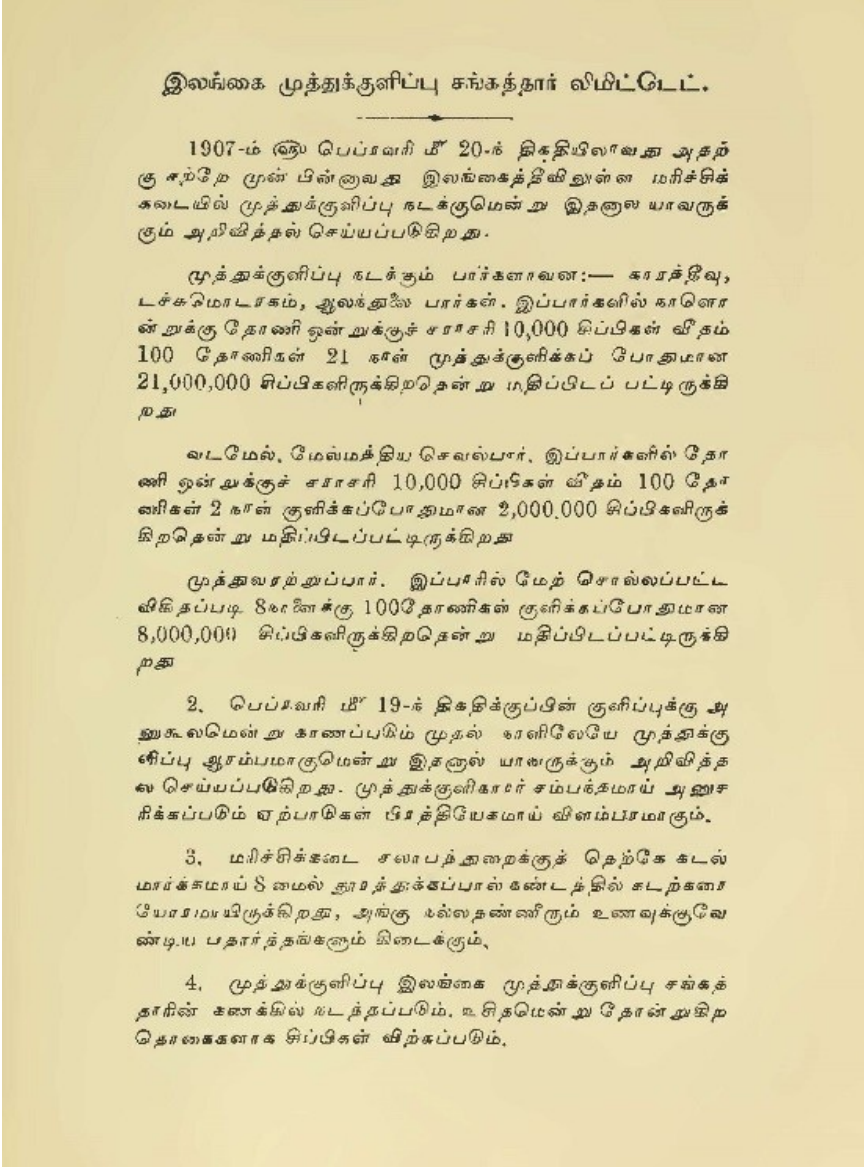 இலங்கை முத்துக்குளிப்பு சங்கத்தார் லிமிட்டெட்.
1907-ம் ௵ பெப்ரவரி மீ 20-ந் திகதியிலாவது அதற்
கு சற்றே முன் பின்னாவது இலங்கைத்தீவிலுள்ள மரிச்சிக்
கடையில் முத்துக்குளிப்பு நடக்குமென்று இதனால் யாவருக்
கும் அறிவித்தல் செய்யப்படுகிறது.
முத்துக்குளிப்பு நடக்கும் பார்களாவன:— காரத்தீவு,
டச்சுமொடரகம், ஆலந்துலை பார்கள். இப்பார்களில் நாளொ
ன்றுக்கு தோணி ஒன்றுக்குச் சராசரி 10,000 சிப்பிகள் வீதம்
100 தோணிகள் 21 நாள் முத்துக்குளிக்கப் போதுமான
21,000,000 சிப்பிகளிருக்கிறதென்று மதிப்பிடப் பட்டிருக்கி
றது
வடமேல், மேல்மத்திய செவல்பார். இப்பார்களில் தோ
ணி ஒன்றுக்குச் சராசரி 10,000 சிப்பிகள் வீதம் 100 தோ
ணிகள் 2 நாள் குளிக்கப்போதுமான 2,000,000 சிப்பிகளிருக்
கிறதென்று மதிப்பிடப்பட்டிருக்கிறது
முத்துவரற்றுப்பார். இப்பாரில் மேற் சொல்லப்பட்ட
விகிதப்படி 8நாளைக்கு 100தோணிகள் குளிக்கப்போதுமான
8,000,000 சிப்பிகளிருக்கிறதென்று மதிப்பிடப்பட்டிருக்கி
றது
2. பெப்ரவரி மீ 19-ந் திகதிக்குப்பின் குளிப்புக்கு அ
னுகூலமென்று காணப்படும் முதல் நாளிலேயே முத்துக்கு
ளிப்பு ஆரம்பமாகுமென்று இதனால் யாவருக்கும் அறிவித்த
ல் செய்யப்படுகிறது. முத்துக்குளிகாரர் சம்பந்தமாய் அனுச
ரிக்கப்படும் ஏற்பாடுகள் பிரத்தியேகமாய் விளம்பரமாகும்.
3. மரிச்சிக்கடை சலாபத்துறைக்குத் தெற்கே கடல்
மார்க்கமாய் 8 மைல் தூரத்துக்கப்பால் கண்டத்தில் கடற்கரை
யோரமாயிருக்கிறது, அங்கு நல்லதண்ணீரும் உணவுக்குவே
ண்டிய பதார்த்தங்களும் கிடைக்கும்.
4. முத்துக்குளிப்பு இலங்கை முத்துக்குளிப்பு சங்கத்
தாரின் கணக்கில் நடத்தப்படும். உசிதமென்று தோன்றுகிற
தொகைகளாக சிப்பிகள் விற்கப்படும்.